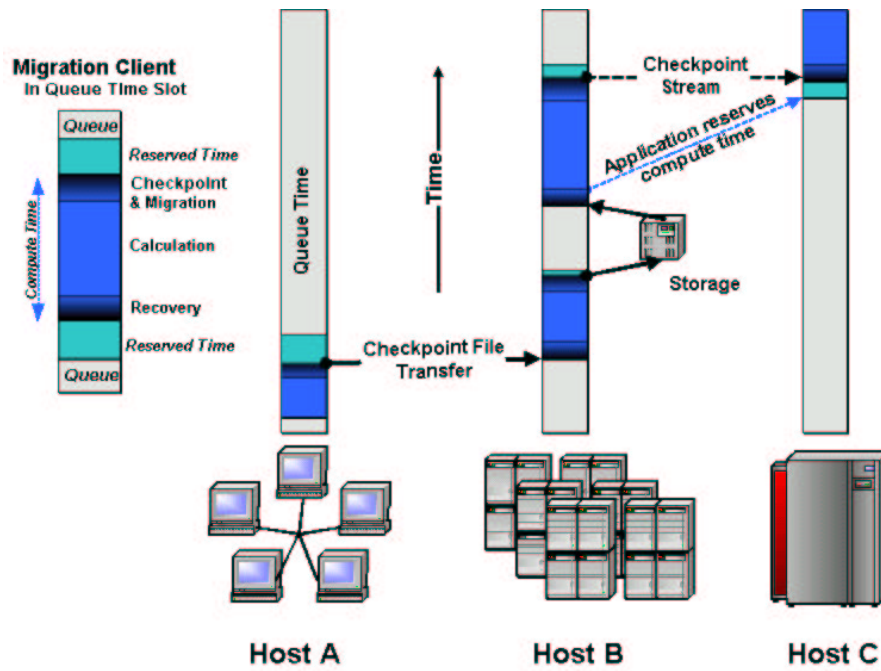 Migration Client
In Queue Time Slot
Queue
Reserved Time
Checkpoint
& Migration
Compute Time
Calculation
Recovery
Reserved Time
Queue
Queue Time
Time
Checkpoint File
Transfer
Checkpoint
Stream
Application reserves
compute time
Storage
Host A
Host B
Host C